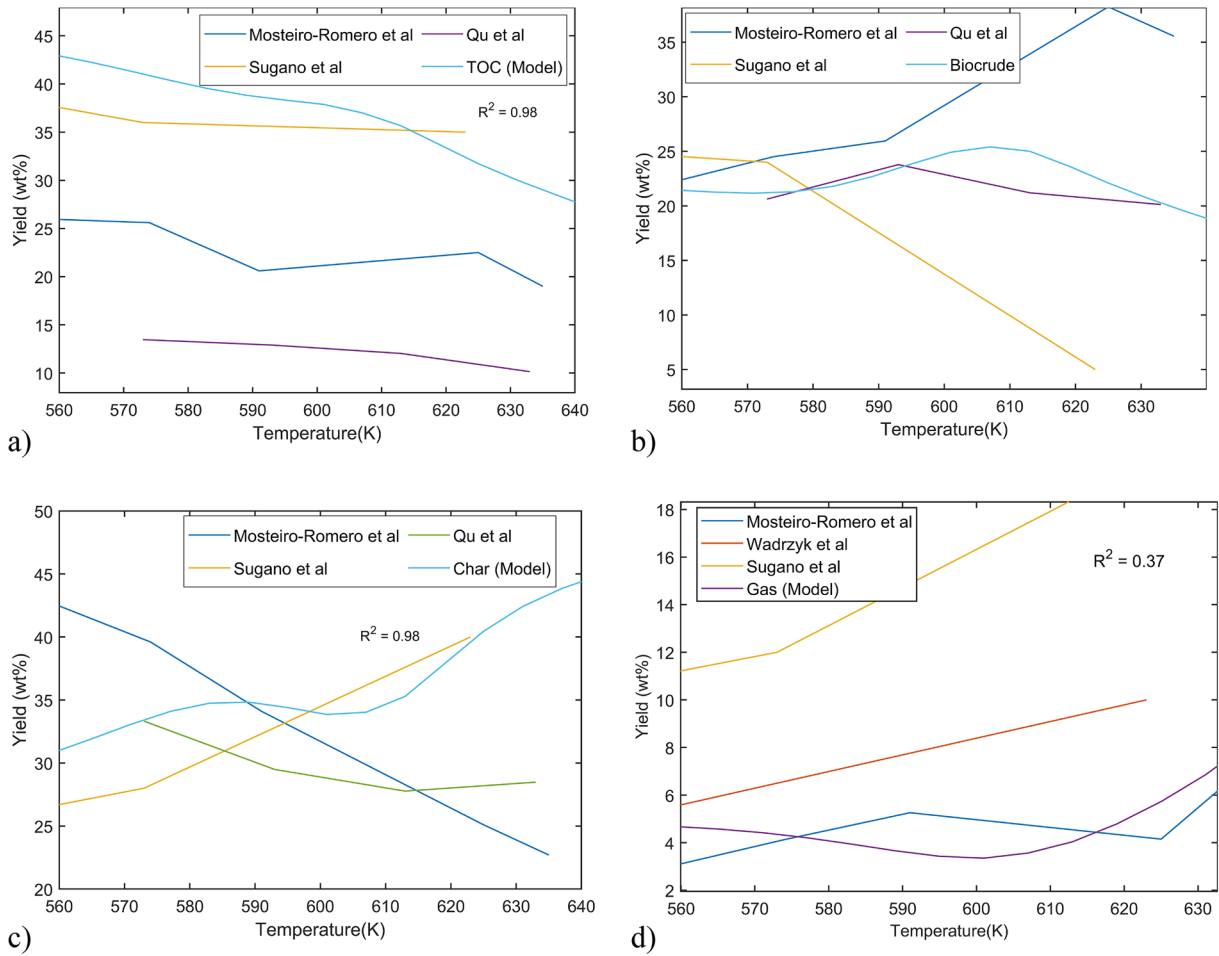 45
40
35
30
25
20
15
10
Yield (wt%)
Mosteiro-Romero et al
Qu et al
Sugano et al
TOC (Model)
R² = 0.98
560 570 580 590 600 610 620 630 640
Temperature(K)
a)
35
30
25
20
15
10
5
Yield (wt%)
Mosteiro-Romero et al
Qu et al
Sugano et al
Biocrude
560 570 580 590 600 610 620 630
Temperature(K)
b)
50
45
40
35
30
25
20
Yield (wt%)
Mosteiro-Romero et al
Qu et al
Sugano et al
Char (Model)
R² = 0.98
560 570 580 590 600 610 620 630 640
Temperature(K)
c)
18
16
14
12
10
8
6
4
2
Yield (wt%)
Mosteiro-Romero et al
Wadrzyk et al
Sugano et al
Gas (Model)
R² = 0.37
560 570 580 590 600 610 620 630
Temperature(K)
d)